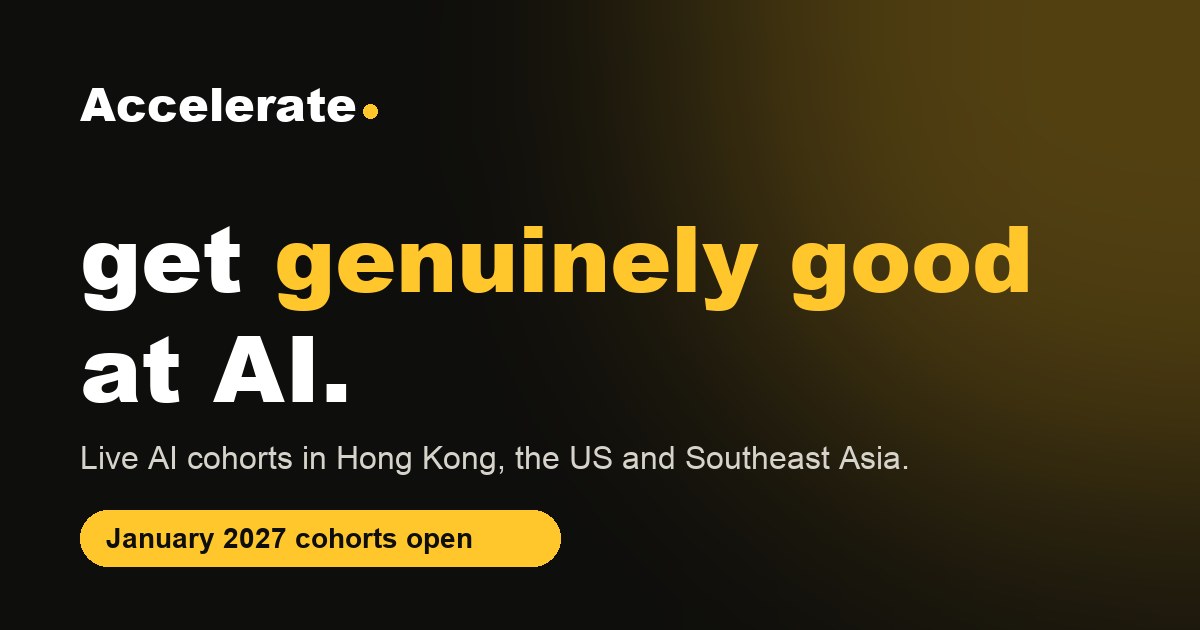 Accelerate
get genuinely good
at AI.
Live AI cohorts in Hong Kong, the US and Southeast Asia.
January 2027 cohorts open